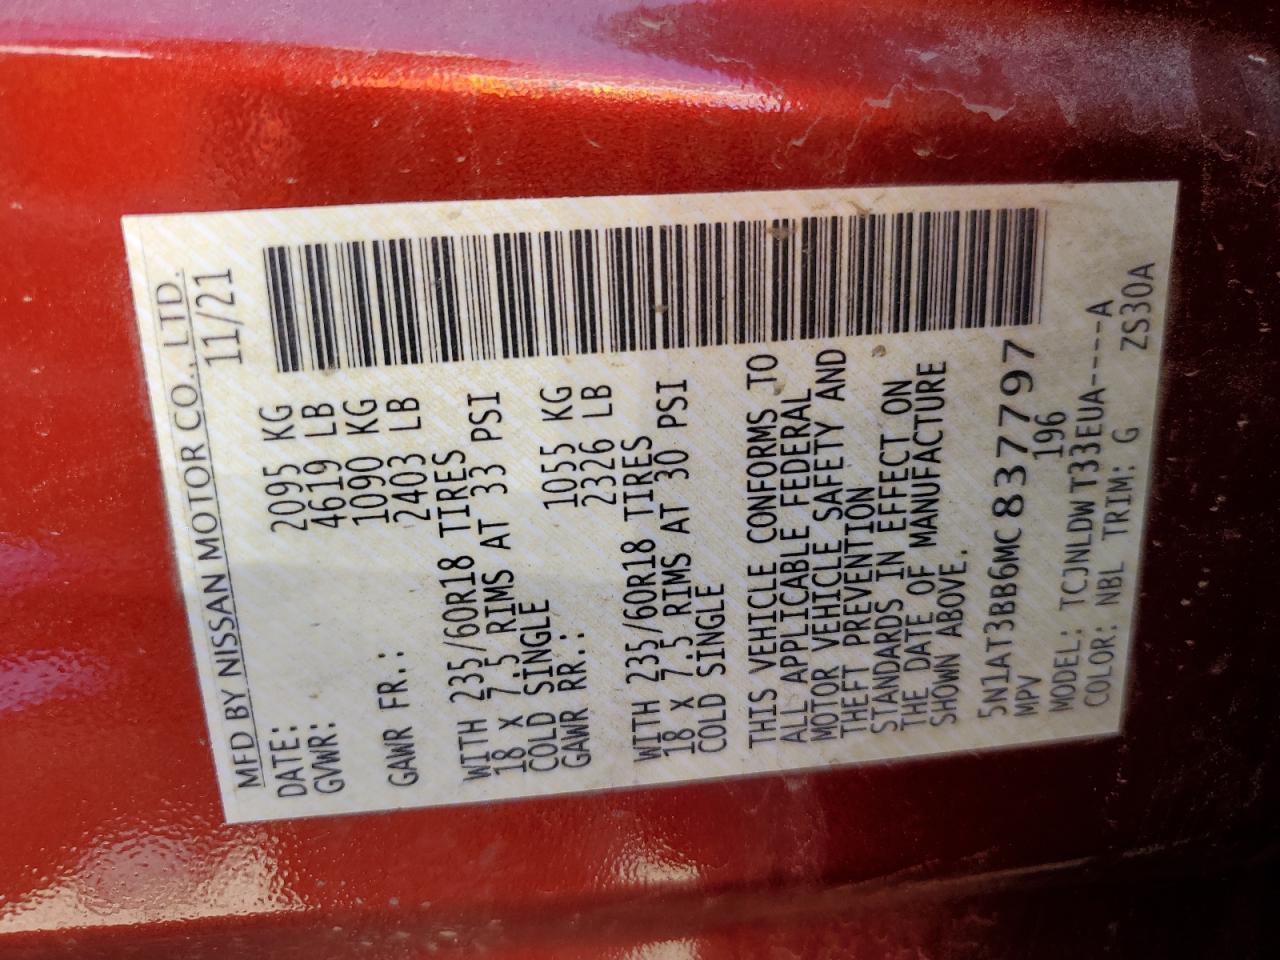 MFD BY NISSAN MOTOR CO., LTD.
DATE: 11/21
GVWR: 2095 KG
4619 LB
GAWR FR.: 1090 KG
2403 LB
WITH 235/60R18 TIRES
18 X 7.5 RIMS AT 33 PSI
COLD SINGLE
GAWR RR.: 1055 KG
2326 LB
WITH 235/60R18 TIRES
18 X 7.5 RIMS AT 30 PSI
COLD SINGLE
THIS VEHICLE CONFORMS TO
ALL APPLICABLE FEDERAL
MOTOR VEHICLE SAFETY AND
THEFT PREVENTION
STANDARDS IN EFFECT ON
THE DATE OF MANUFACTURE
SHOWN ABOVE.
5N1AT3BB6MC837797
MPV 196
MODEL: TCJNLDWT33EUA----A
COLOR: NBL TRIM: G ZS30A